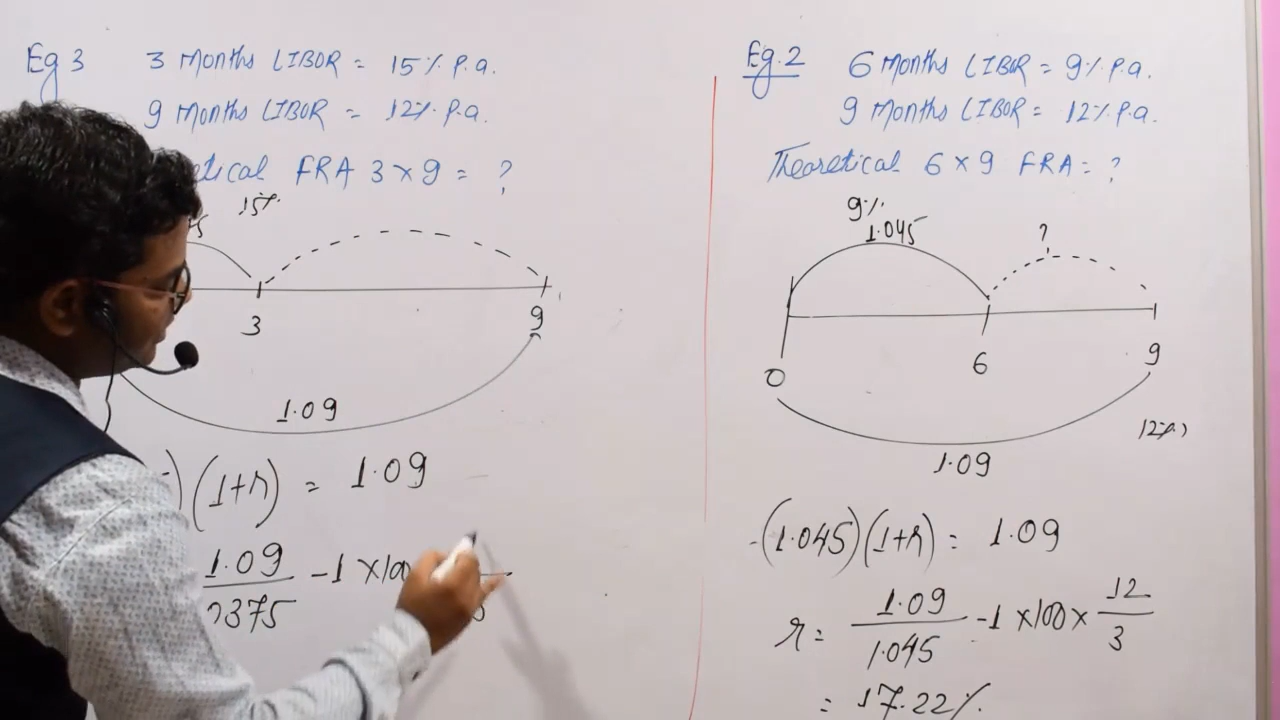 Eg 3 3 Months LIBOR = 15% P.a.
9 Months LIBOR = 12% P.a.
FRA 3 x 9 = ?
15%
3
9
1.09
(1+r) = 1.09
1.09 -1 x
375
Eg.2 6 Months LIBOR = 9% P.a.
9 Months LIBOR = 12% P.a.
Theoretical 6 x 9 FRA = ?
9%
1.045
?
0
6
9
12%
1.09
(1.045)(1+r) = 1.09
r = 1.09 -1 x 100 x 12
1.045 3
= 17.22%